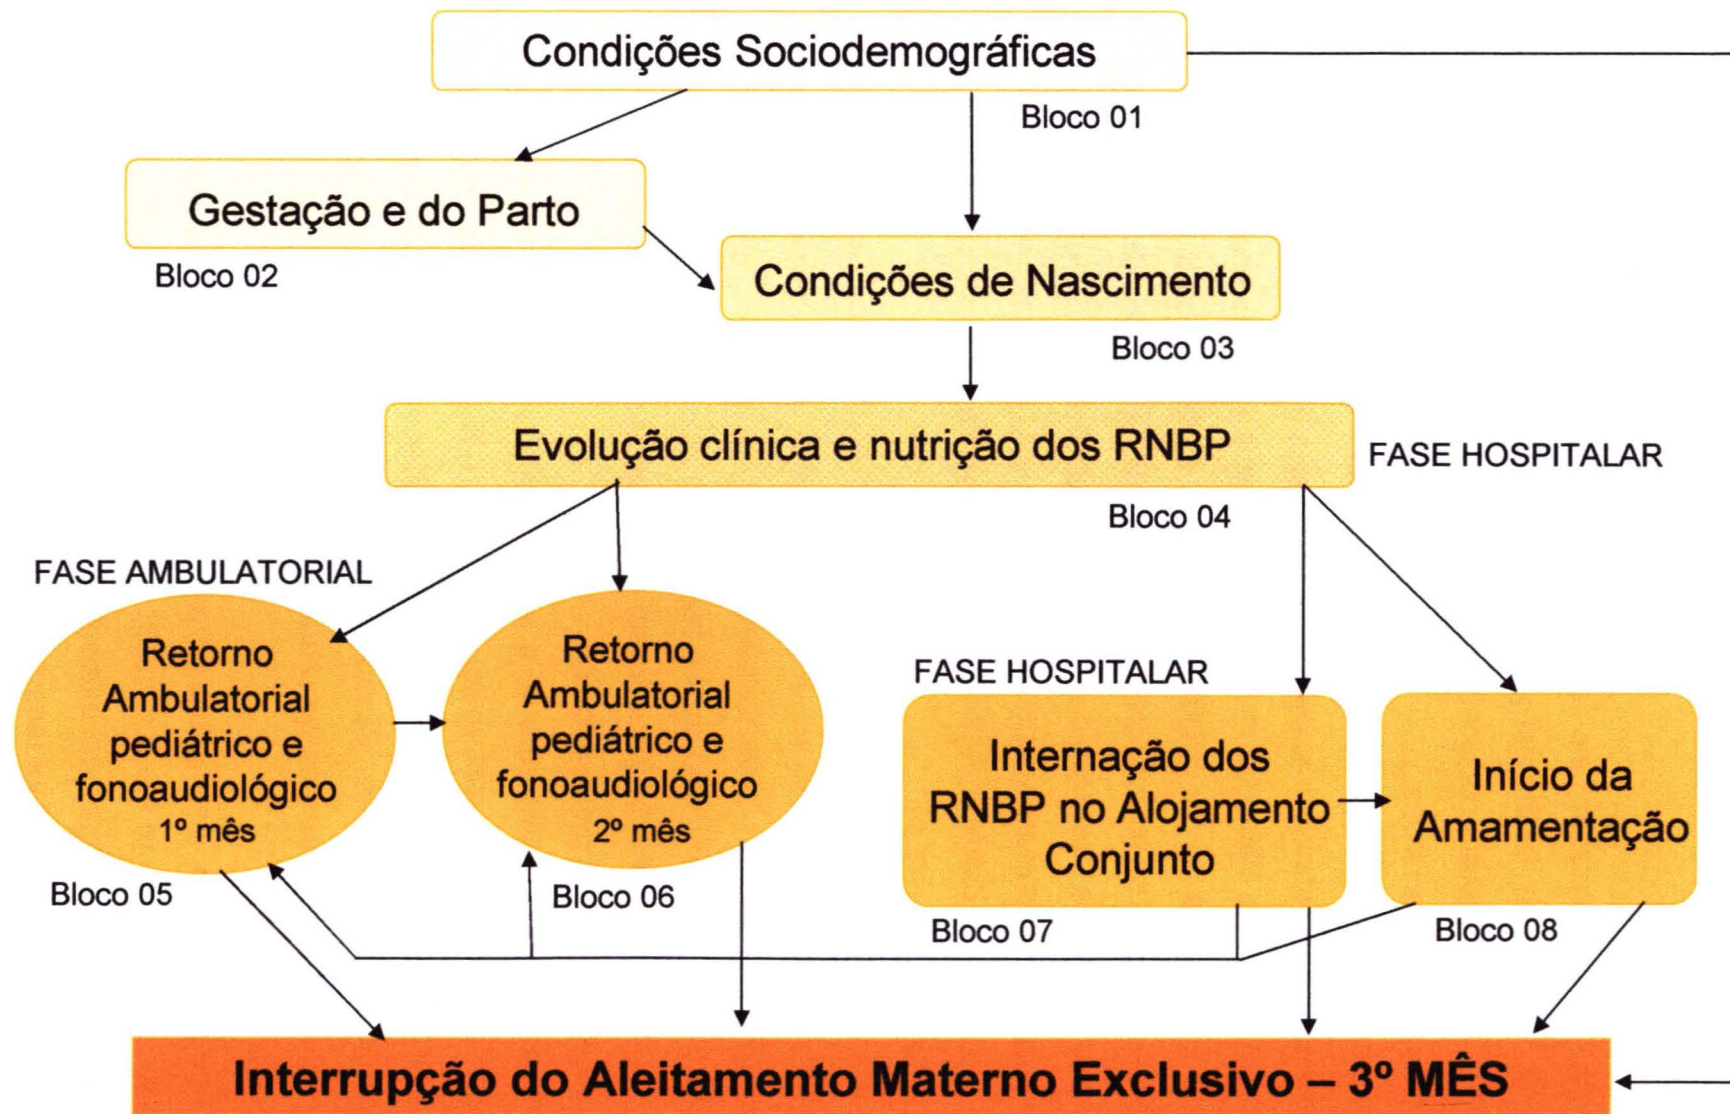 Condições Sociodemográficas
Bloco 01
Gestação e do Parto
Bloco 02
Condições de Nascimento
Bloco 03
Evolução clínica e nutrição dos RNBP
FASE HOSPITALAR
Bloco 04
FASE AMBULATORIAL
Retorno
Ambulatorial
pediátrico e
fonoaudiológico
1º mês
Bloco 05
Retorno
Ambulatorial
pediátrico e
fonoaudiológico
2º mês
Bloco 06
FASE HOSPITALAR
Internação dos
RNBP no Alojamento
Conjunto
Bloco 07
Início da
Amamentação
Bloco 08
Interrupção do Aleitamento Materno Exclusivo – 3º MÊS